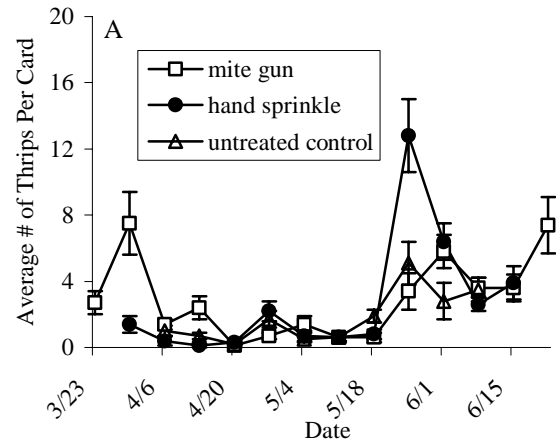 A
20
16
12
8
4
0
Average # of Thrips Per Card
mite gun
hand sprinkle
untreated control
3/23
4/6
4/20
5/4
5/18
6/1
6/15
Date